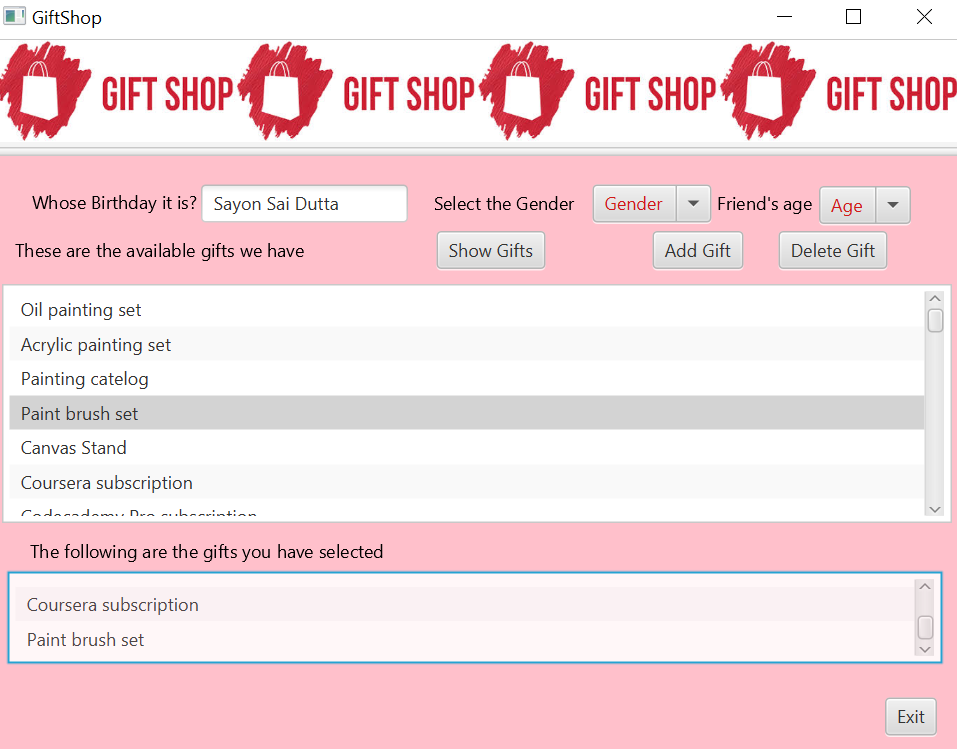 GiftShop
GIFT SHOP GIFT SHOP GIFT SHOP GIFT SHOP
Whose Birthday it is? Sayon Sai Dutta Select the Gender Gender Friend's age Age
These are the available gifts we have Show Gifts Add Gift Delete Gift
Oil painting set
Acrylic painting set
Painting catelog
Paint brush set
Canvas Stand
Coursera subscription
Codecademy Pro subscription
The following are the gifts you have selected
Coursera subscription
Paint brush set
Exit